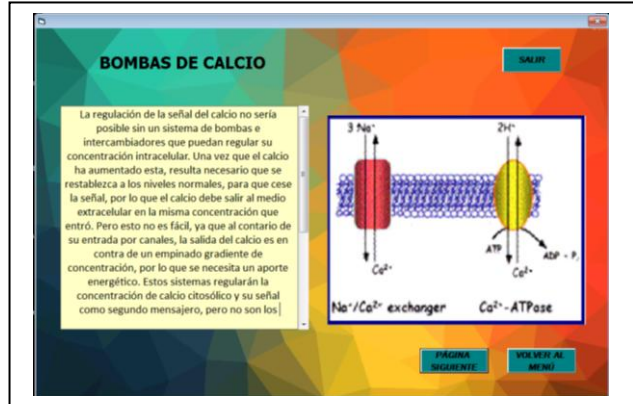 BOMBAS DE CALCIO
SALIR
La regulación de la señal del calcio no sería
posible sin un sistema de bombas e
intercambiadores que puedan regular su
concentración intracelular. Una vez que el calcio
ha aumentado esta, resulta necesario que se
restablezca a los niveles normales, para que cese
la señal, por lo que el calcio debe salir al medio
extracelular en la misma concentración que
entró. Pero esto no es fácil, ya que al contario de
su entrada por canales, la salida del calcio es en
contra de un empinado gradiente de
concentración, por lo que se necesita un aporte
energético. Estos sistemas regularán la
concentración de calcio citosólico y su señal
como segundo mensajero, pero no son los
3 Na⁺
2H⁺
ATP
ADP - Pᵢ
Ca²⁺
Ca²⁺
Na⁺/Ca²⁺ exchanger
Ca²⁺-ATPase
PÁGINA
SIGUIENTE
VOLVER AL
MENÚ